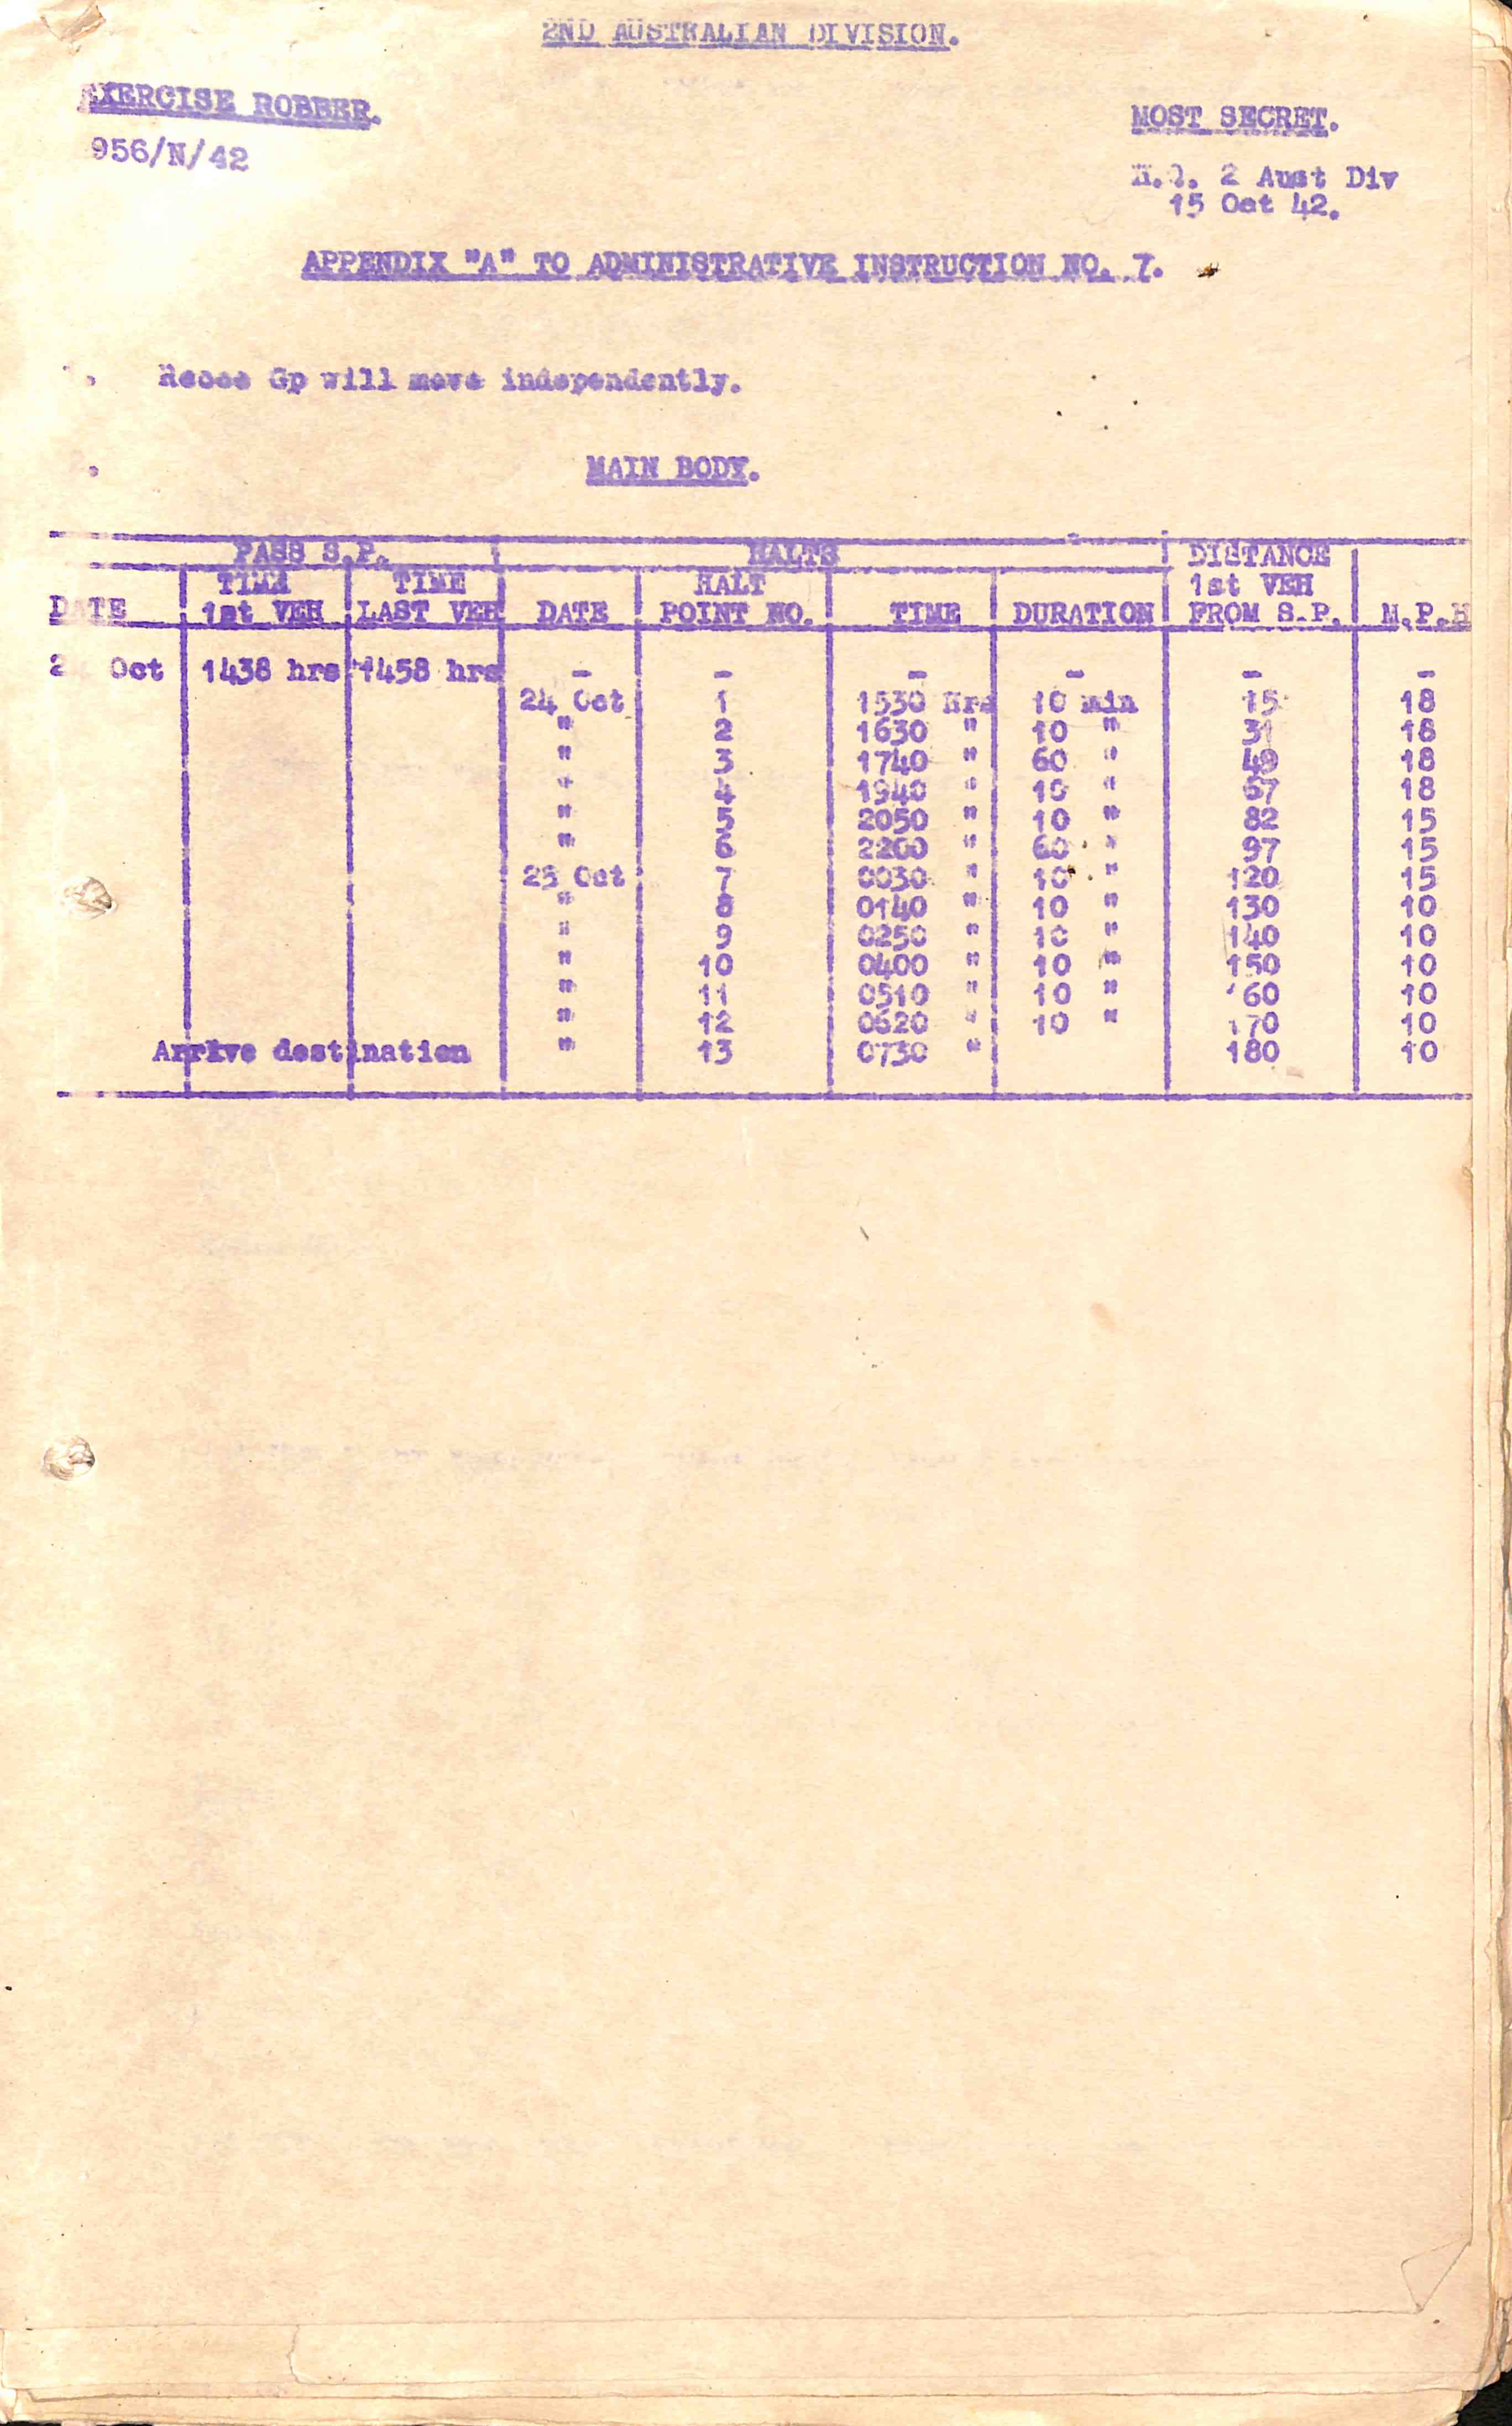 2ND AUSTRALIAN DIVISION.
EXERCISE ROBBER.
MOST SECRET.
956/N/42
H.Q. 2 Aust Div
15 Oct 42.
APPENDIX "A" TO ADMINISTRATIVE INSTRUCTION NO. 7.
Recce Gp will move independently.
MAIN BODY.
PASS S.P. HALTS DISTANCE
TIME TIME HALT 1st VEH
DATE 1st VEH LAST VEH DATE POINT NO. TIME DURATION FROM S.P. M.P.H
24 Oct 1438 hrs 1458 hrs - - - - - -
24 Oct 1 1530 Hrs 10 min 15 18
" 2 1630 " 10 " 31 18
" 3 1740 " 60 " 49 18
" 4 1940 " 10 " 67 18
" 5 2050 " 10 " 82 15
" 6 2200 " 60 " 97 15
25 Oct 7 0030 " 10 " 120 15
" 8 0140 " 10 " 130 10
" 9 0250 " 10 " 140 10
" 10 0400 " 10 " 150 10
" 11 0510 " 10 " 160 10
" 12 0620 " 10 " 170 10
Arrive destination " 13 0730 " 180 10